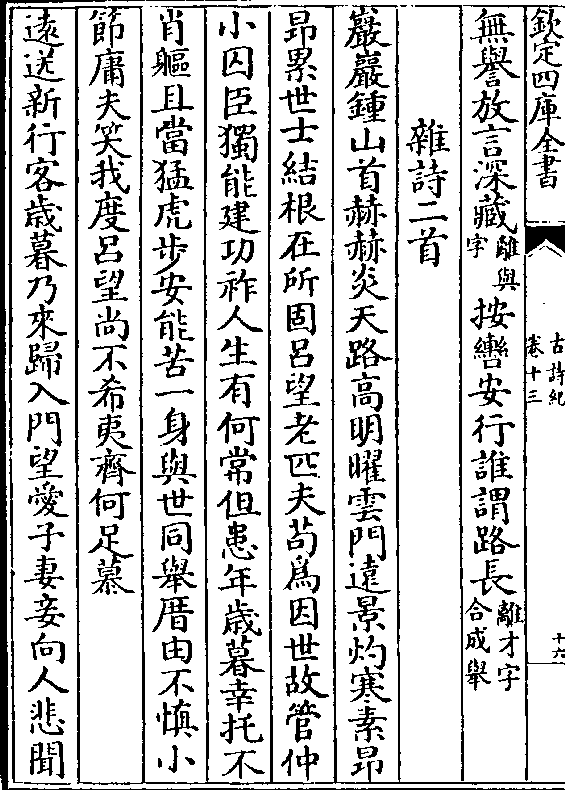 欽定四庫全書
古詩紀
卷十三
十六
無譽放言深藏離與字按轡安行誰謂路長離才字合成舉
雜詩二首
巖巖鍾山首赫赫炎天路高明曜雲門遠景灼寒素昂
昂累世士結根在所固呂望老匹夫苟爲因世故管仲
小囚臣獨能建功祚人生有何常但患年歲暮幸托不
肖軀且當猛虎步安能苦一身與世同舉厝由不慎小
節庸夫笑我度呂望尚不希夷齊何足慕
遠送新行客歳暮乃來歸入門望愛子妻妾向人悲聞